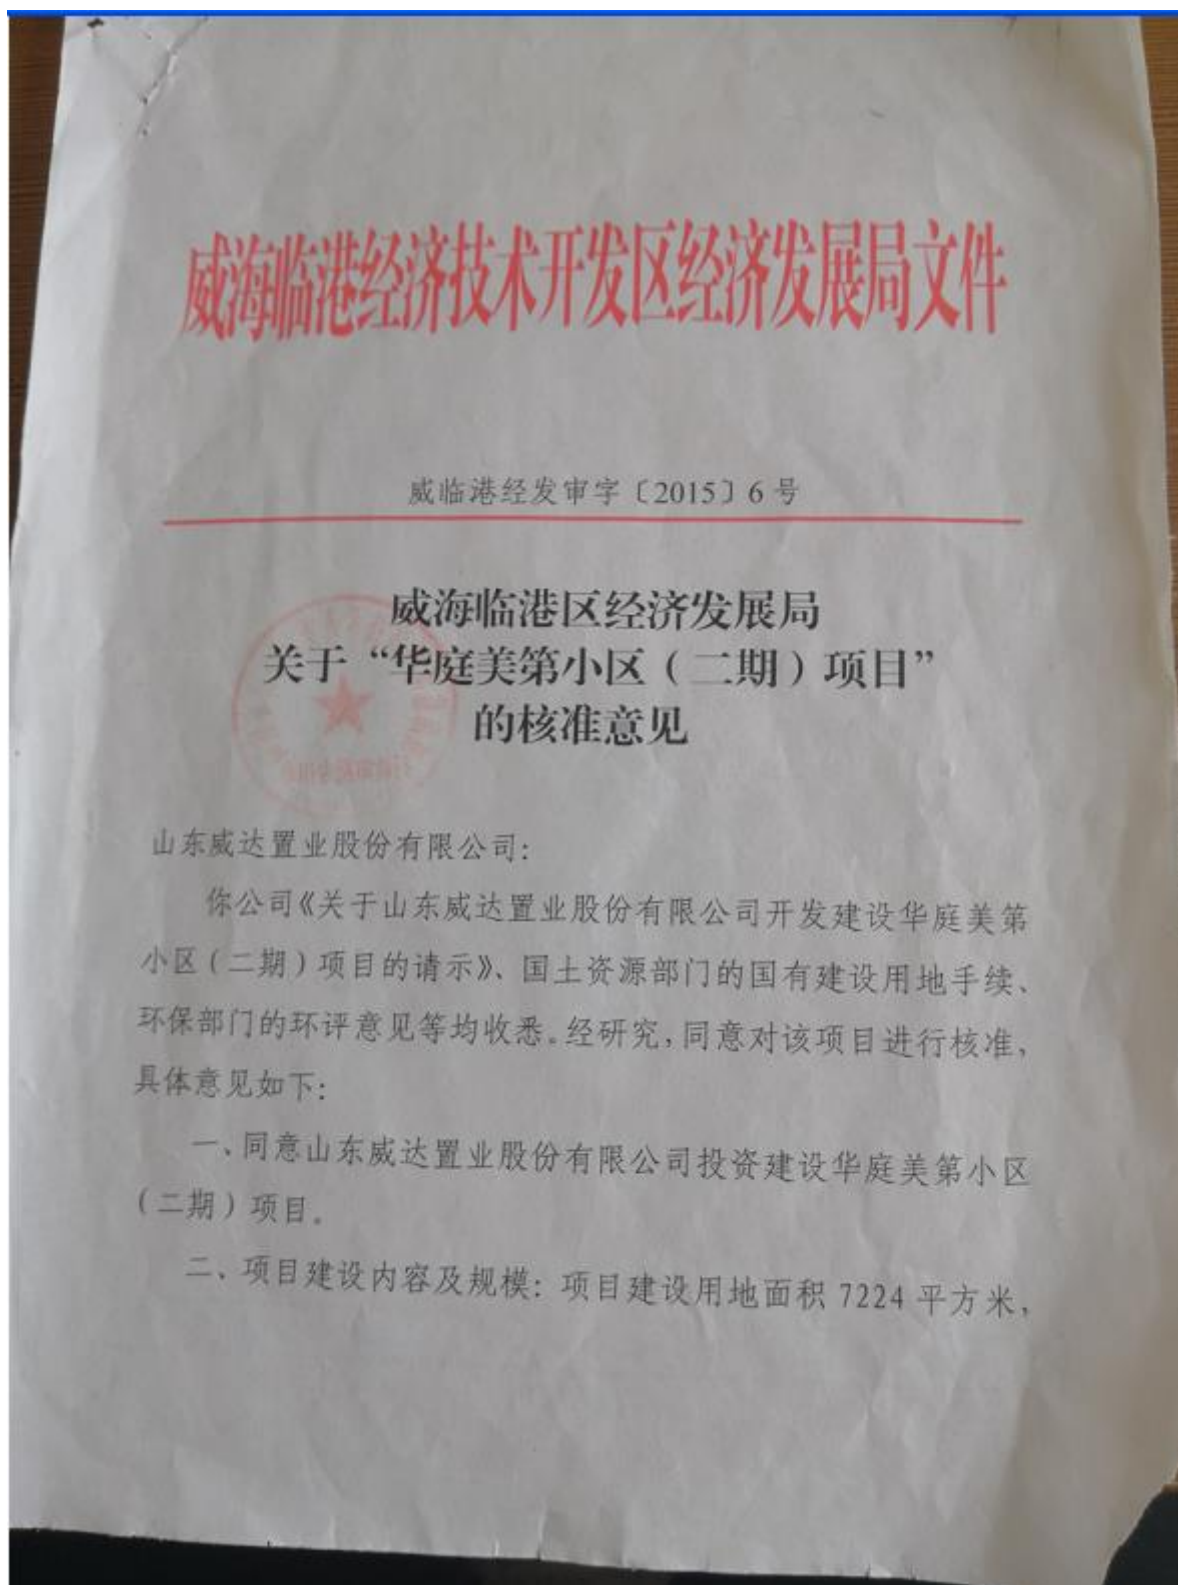 威海临港经济技术开发区经济发展局文件
威临港经发审字〔2015〕6号
威海临港区经济发展局
关于“华庭美第小区(二期)项目”
的核准意见
山东威达置业股份有限公司:
你公司《关于山东威达置业股份有限公司开发建设华庭美第
小区(二期)项目的请示》、国土资源部门的国有建设用地手续、
环保部门的环评意见等均收悉。经研究,同意对该项目进行核准,
具体意见如下:
一、同意山东威达置业股份有限公司投资建设华庭美第小区
(二期)项目。
二、项目建设内容及规模:项目建设用地面积7224平方米,